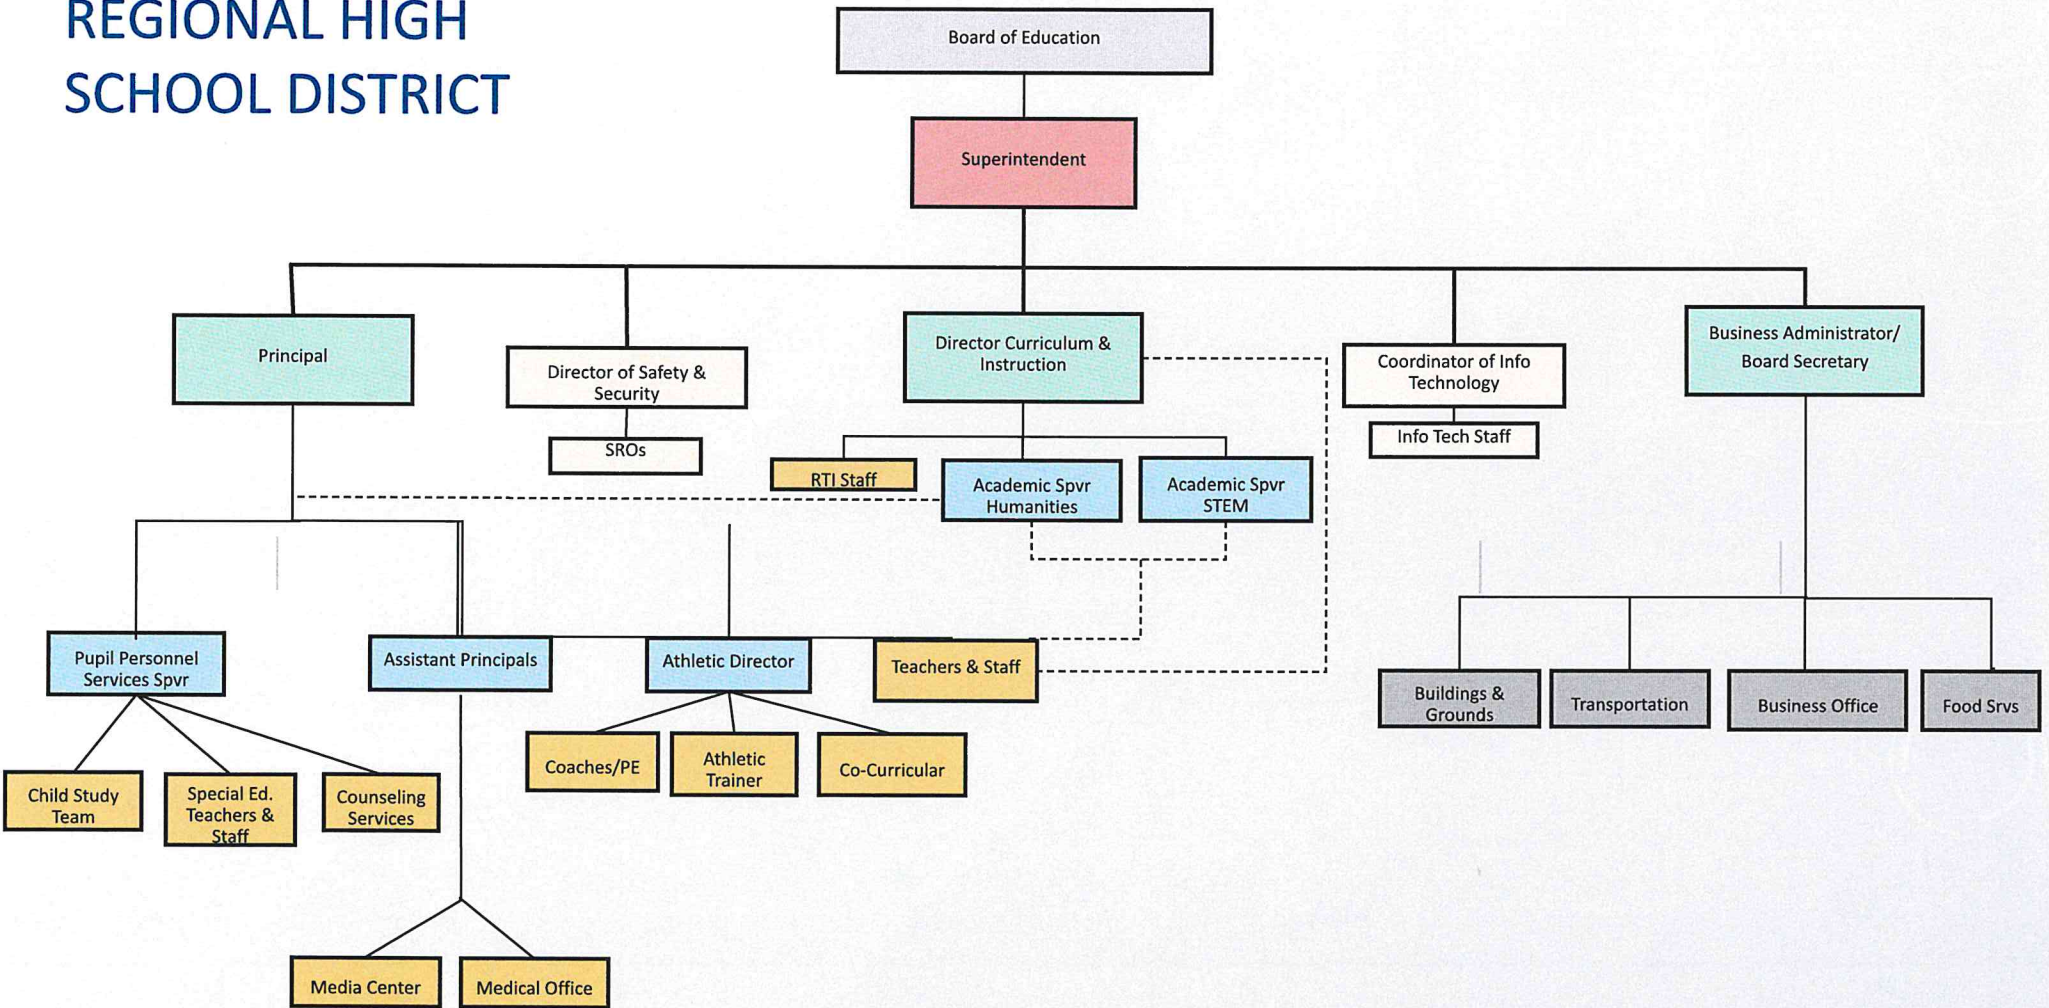 REGIONAL HIGH
SCHOOL DISTRICT
Board of Education
Superintendent
Principal
Director of Safety &
Security
SROs
Director Curriculum &
Instruction
RTI Staff
Academic Spvr
Humanities
Academic Spvr
STEM
Coordinator of Info
Technology
Info Tech Staff
Business Administrator/
Board Secretary
Pupil Personnel
Services Spvr
Assistant Principals
Athletic Director
Teachers & Staff
Buildings &
Grounds
Transportation
Business Office
Food Srvs
Child Study
Team
Special Ed.
Teachers &
Staff
Counseling
Services
Coaches/PE
Athletic
Trainer
Co-Curricular
Media Center
Medical Office